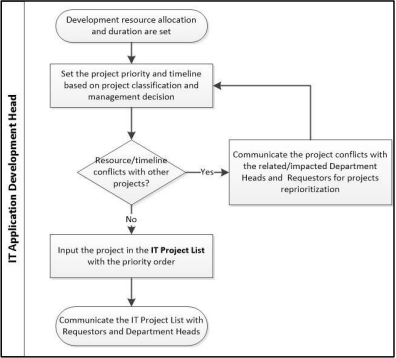 IT Application Development Head
Development resource allocation
and duration are set
Set the project priority and timeline
based on project classification and
management decision
Resource/timeline
conflicts with other
projects?
Yes
Communicate the project conflicts with
the related/impacted Department
Heads and Requestors for projects
reprioritization
No
Input the project in the IT Project List
with the priority order
Communicate the IT Project List with
Requestors and Department Heads